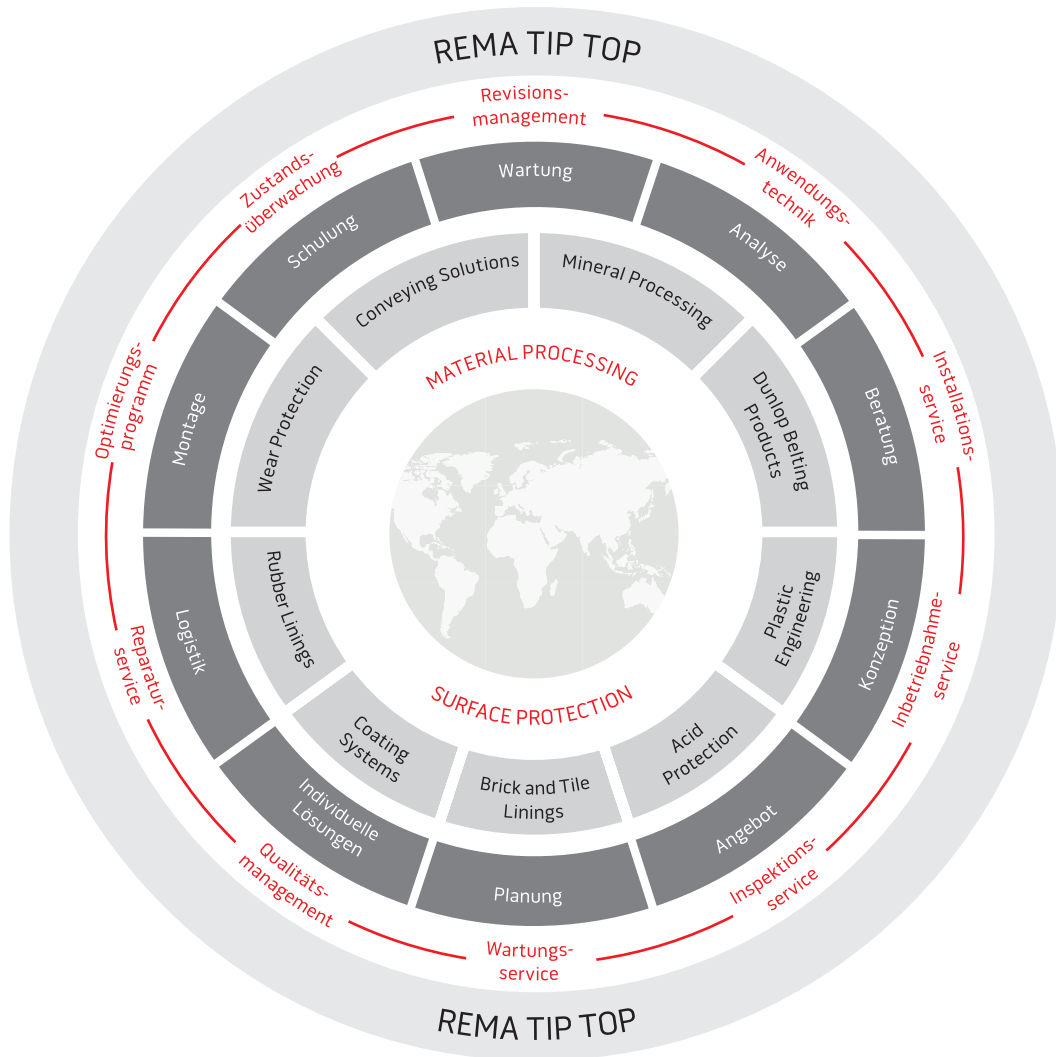 REMA TIP TOP
Revisions-
management
Anwendungs-
technik
Installations-
service
Inbetriebnahme-
service
Inspektions-
service
Wartungs-
service
Qualitäts-
management
Reparatur-
service
Optimierungs-
programm
Zustands-
überwachung
Wartung
Analyse
Beratung
Konzeption
Angebot
Planung
Individuelle
Lösungen
Logistik
Montage
Schulung
Conveying Solutions
Mineral Processing
Dunlop Belting
Products
Plastic
Engineering
Acid
Protection
Brick and Tile
Linings
Coating
Systems
Rubber Linings
Wear Protection
MATERIAL PROCESSING
SURFACE PROTECTION
REMA TIP TOP